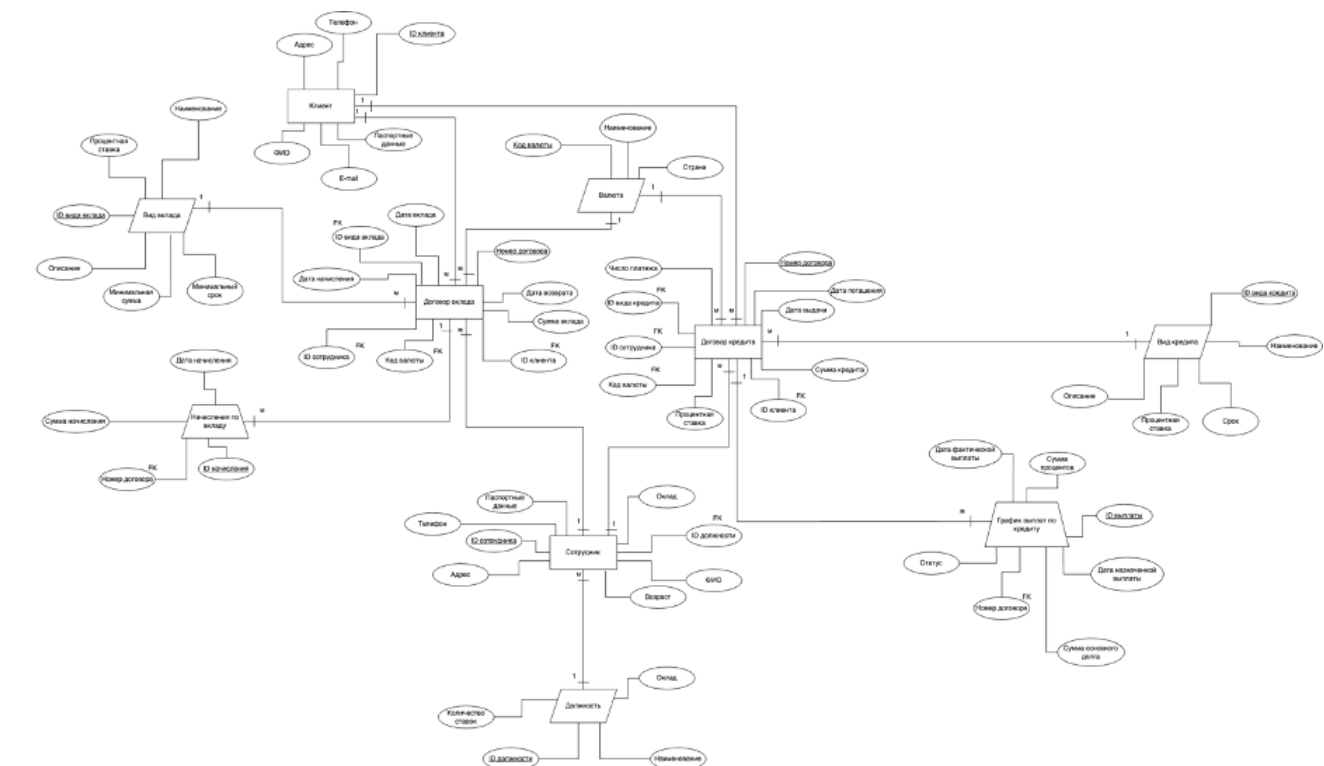 Телефон
ID клиента
Адрес
Клиент
1
1
ФИО
Паспортные
данные
E-mail
Наименование
Процентная
ставка
ID вида вклада
Вид вклада
1
Описание
Минимальная
сумма
Минимальный
срок
Наименование
Код валюты
Страна
Валюта
1
1
Дата вклада
FK
ID вида вклада
Номер договора
Дата начисления
М
М
М
Договор вклада
Дата возврата
Сумма вклада
1
М
ID сотрудника
FK
Код валюты
FK
ID клиента
FK
Номер договора
Число платежа
FK
ID вида кредита
Дата погашения
Дата выдачи
М
М
М
FK
ID сотрудника
Договор кредита
FK
Код валюты
Сумма кредита
М
1
Процентная
ставка
ID клиента
FK
ID вида кредита
1
Вид кредита
Наименование
Описание
Процентная
ставка
Срок
Дата начисления
Сумма начисления
Начисления по
вкладу
М
FK
Номер договора
ID начисления
Дата фактической
выплаты
Сумма
процентов
М
График выплат по
кредиту
ID выплаты
Статус
Дата назначенной
выплаты
FK
Номер договора
Сумма основного
долга
Паспортные
данные
Оклад
Телефон
1
1
FK
ID должности
ID сотрудника
Сотрудник
Адрес
М
ФИО
Возраст
1
Оклад
Количество
ставок
Должность
ID должности
Наименование